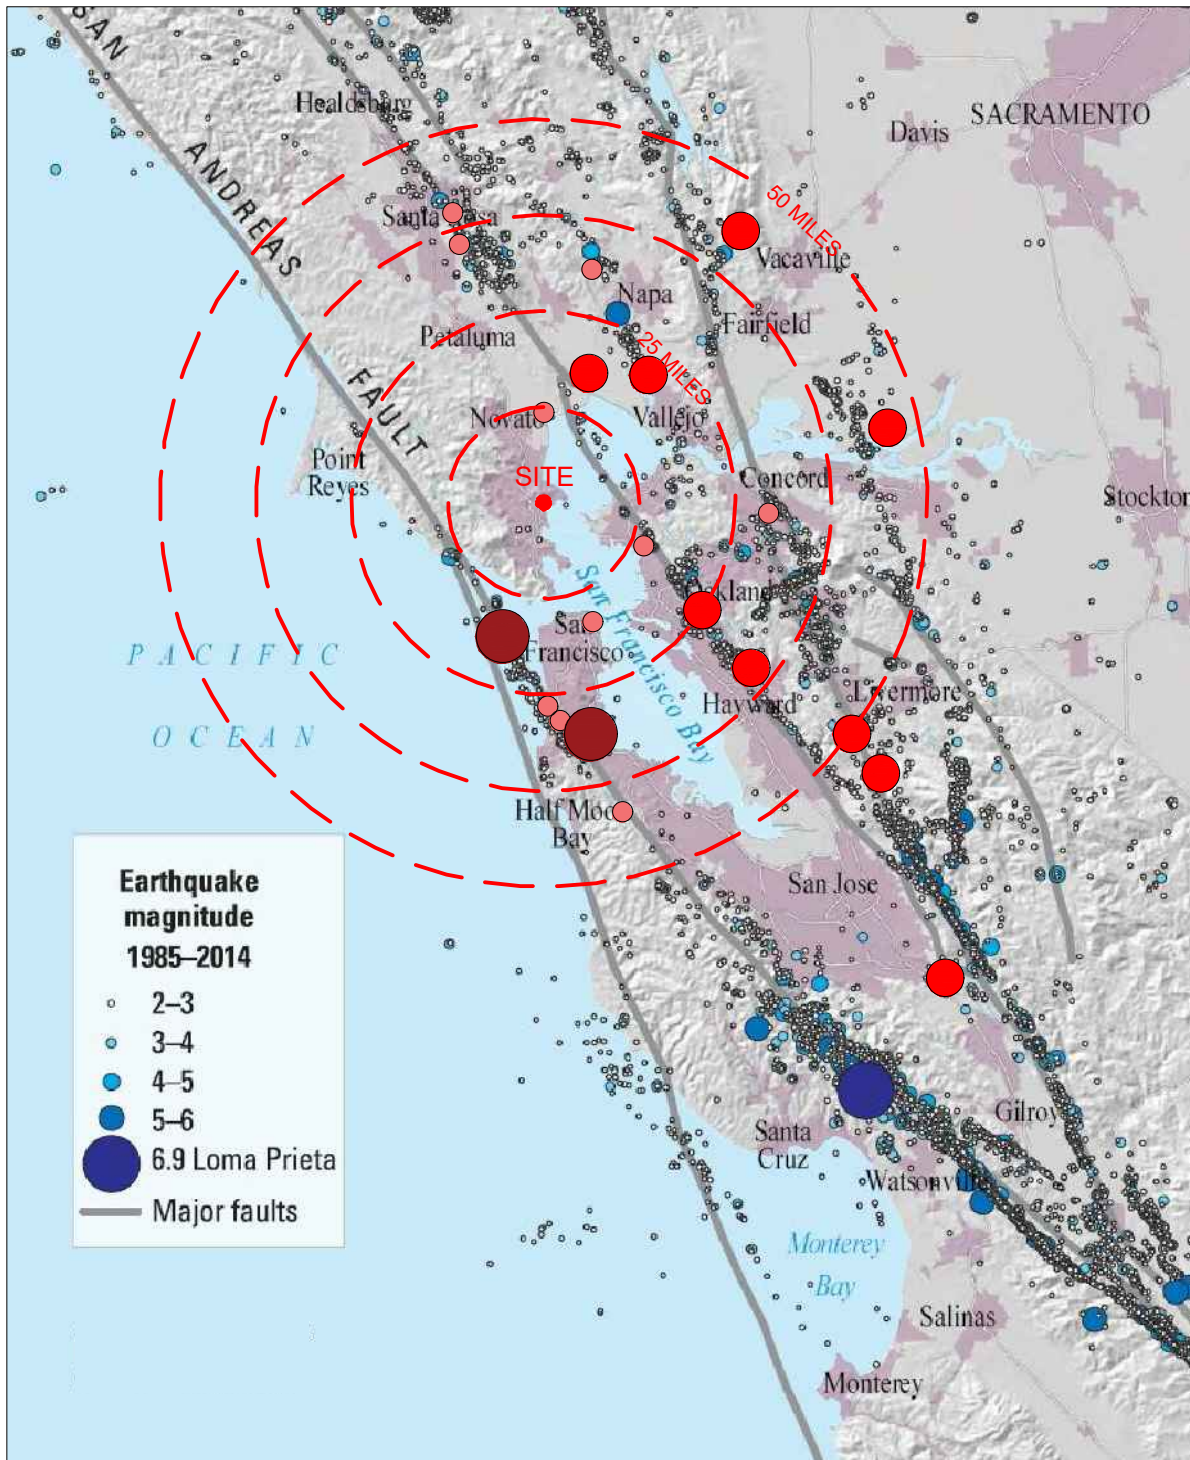 SAN
ANDREAS
FAULT
Healdsburg
SACRAMENTO
Davis
50 MILES
Santa Rosa
Vacaville
Napa
Fairfield
Petaluma
25 MILES
Novato
Vallejo
Point
Reyes
SITE
Concord
Stockton
Oakland
San Francisco Bay
San
Francisco
PACIFIC
OCEAN
Hayward
Livermore
Half Moon
Bay
San Jose
Earthquake
magnitude
1985–2014
2–3
3–4
4–5
5–6
6.9 Loma Prieta
Major faults
Gilroy
Santa
Cruz
Watsonville
Monterey
Bay
Salinas
Monterey